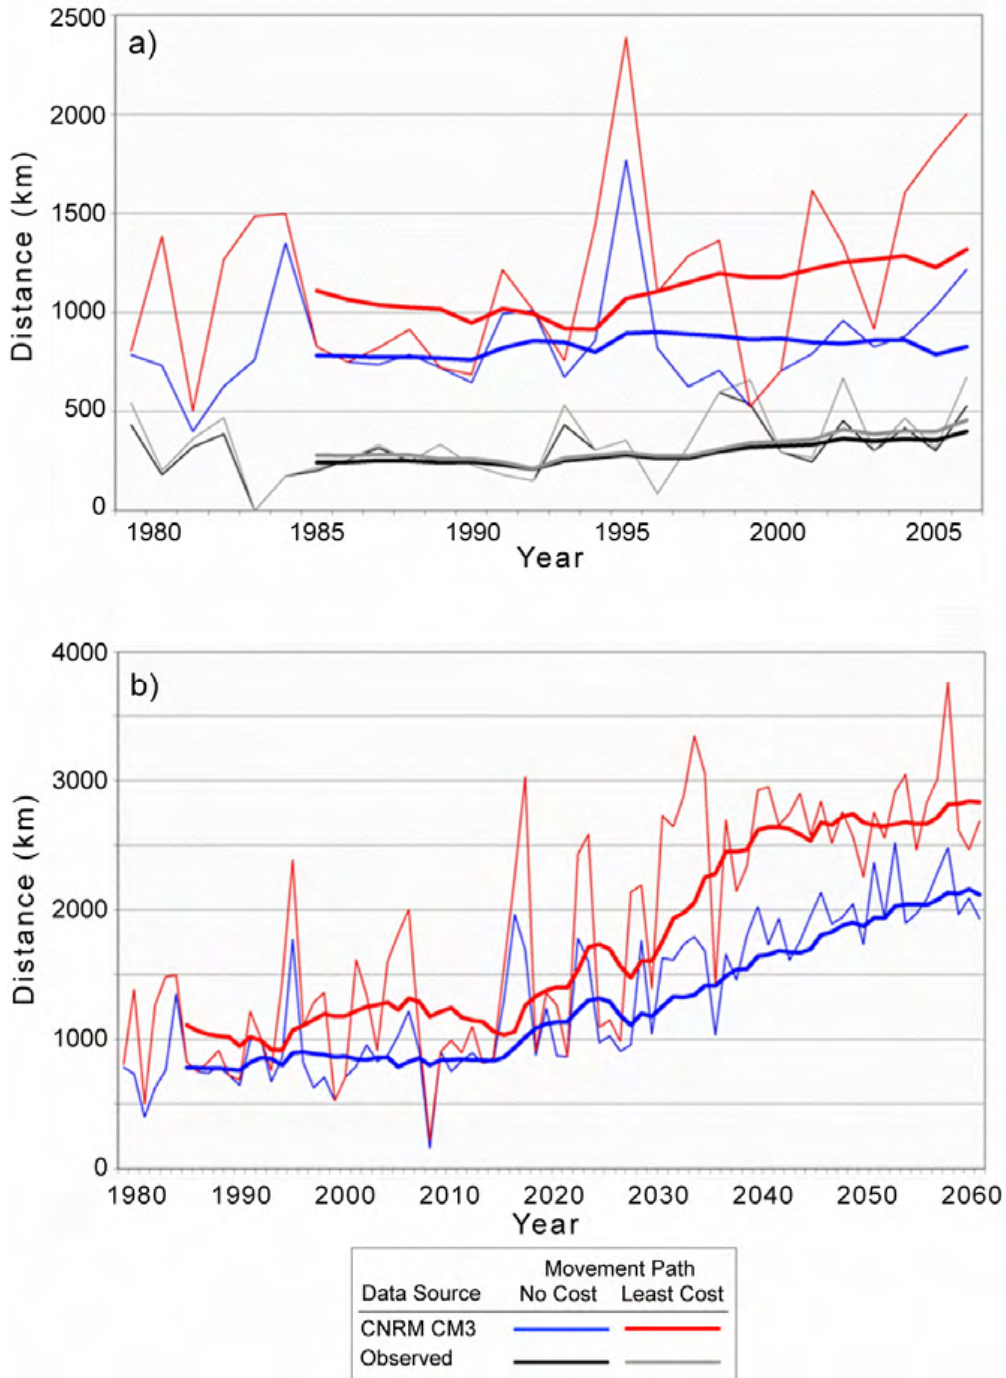 a)
2500
2000
1500
1000
500
0
Distance (km)
1980 1985 1990 1995 2000 2005
Year
b)
4000
3000
2000
1000
0
Distance (km)
1980 1990 2000 2010 2020 2030 2040 2050 2060
Year
Movement Path
Data Source No Cost Least Cost
CNRM CM3
Observed